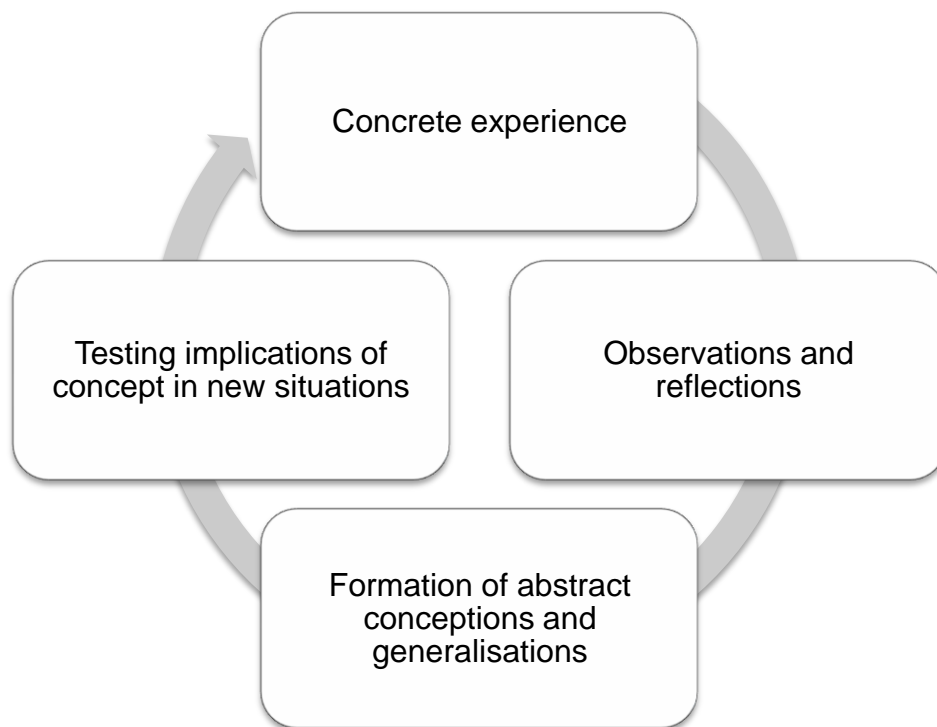 Concrete experience
Testing implications of
concept in new situations
Observations and
reflections
Formation of abstract
conceptions and
generalisations